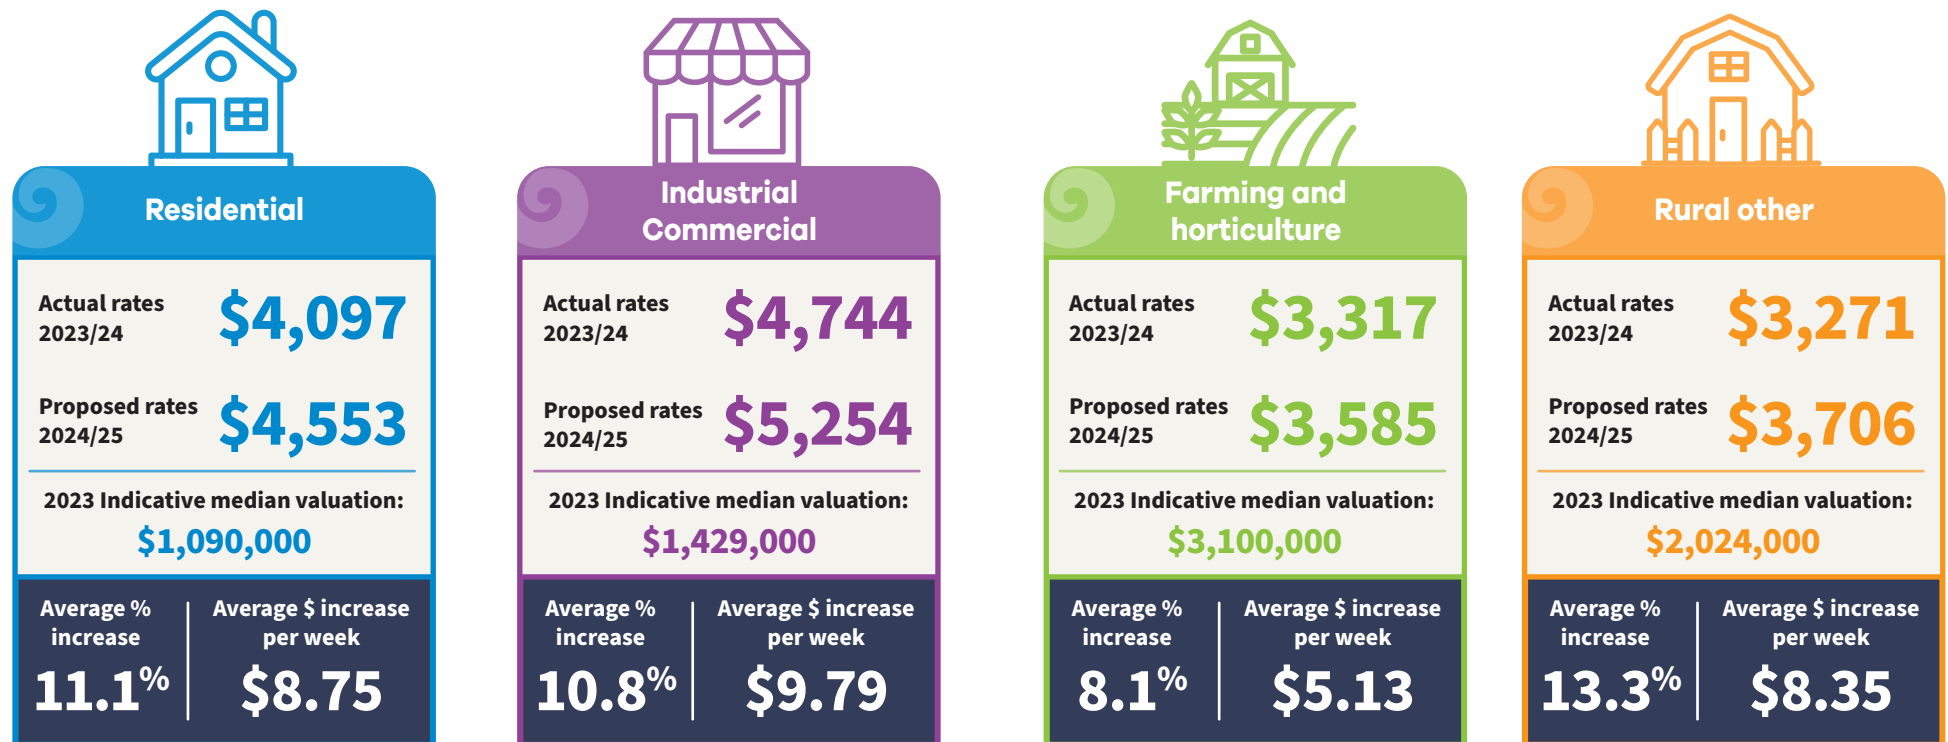 Residential
Actual rates
2023/24
$4,097
Proposed rates
2024/25
$4,553
2023 Indicative median valuation:
$1,090,000
Average %
increase
11.1%
Average $ increase
per week
$8.75
Industrial
Commercial
Actual rates
2023/24
$4,744
Proposed rates
2024/25
$5,254
2023 Indicative median valuation:
$1,429,000
Average %
increase
10.8%
Average $ increase
per week
$9.79
Farming and
horticulture
Actual rates
2023/24
$3,317
Proposed rates
2024/25
$3,585
2023 Indicative median valuation:
$3,100,000
Average %
increase
8.1%
Average $ increase
per week
$5.13
Rural other
Actual rates
2023/24
$3,271
Proposed rates
2024/25
$3,706
2023 Indicative median valuation:
$2,024,000
Average %
increase
13.3%
Average $ increase
per week
$8.35